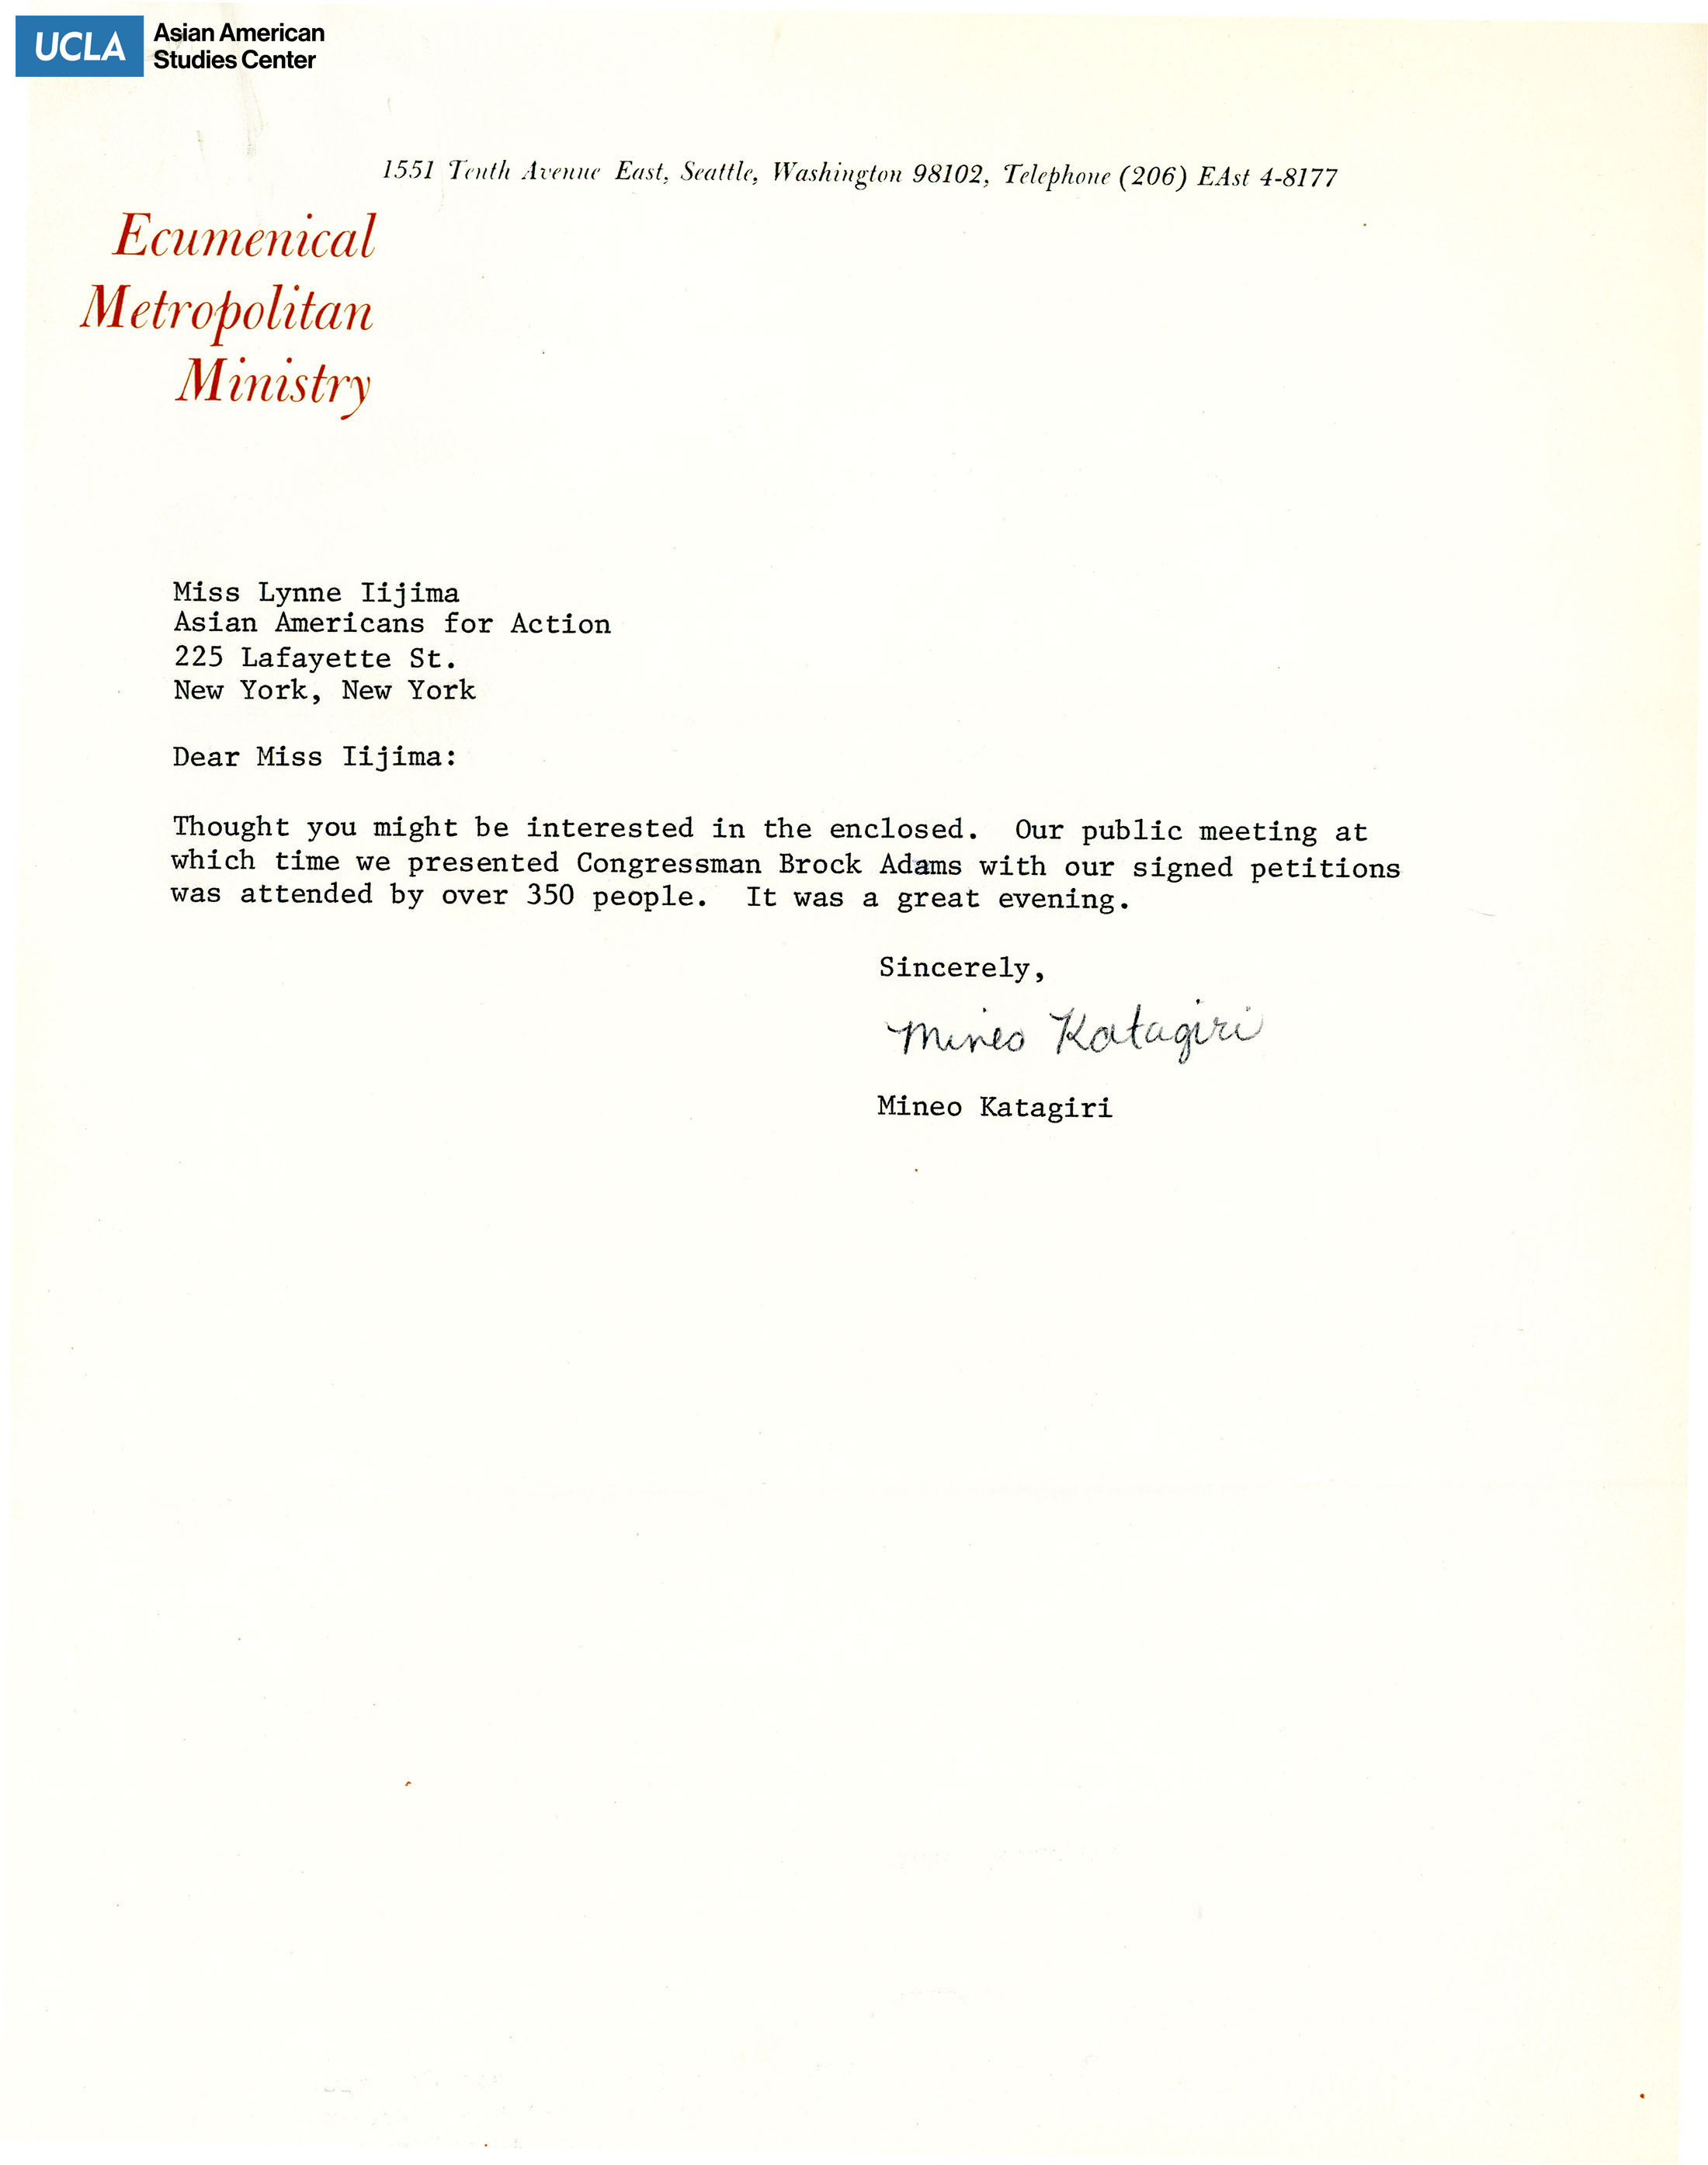 UCLA Asian American
Studies Center
1551 Tenth Avenue East, Seattle, Washington 98102, Telephone (206) EAst 4-8177
Ecumenical
Metropolitan
Ministry
Miss Lynne Iijima
Asian Americans for Action
225 Lafayette St.
New York, New York
Dear Miss Iijima:
Thought you might be interested in the enclosed. Our public meeting at
which time we presented Congressman Brock Adams with our signed petitions
was attended by over 350 people. It was a great evening.
Sincerely,
Mineo Katagiri
Mineo Katagiri